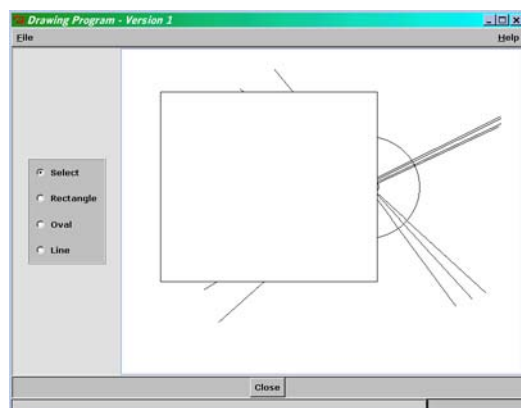 Drawing Program - Version 1
File Help
Select
Rectangle
Oval
Line
Close